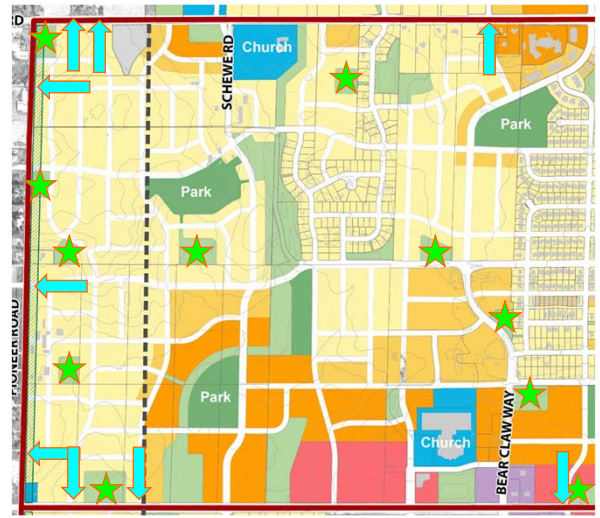 RD
Church
SCHEWE RD
Park
Park
PIONEER ROAD
Park
Church
BEAR CLAW WAY